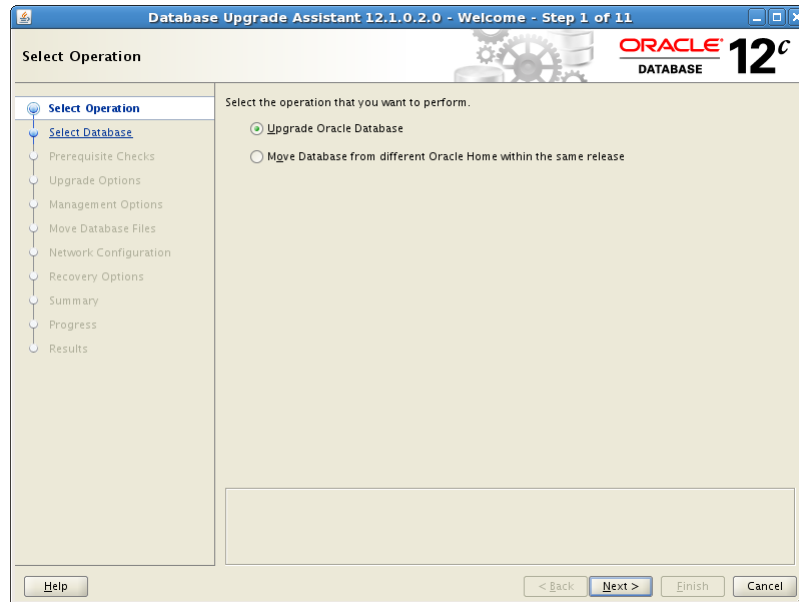 Database Upgrade Assistant 12.1.0.2.0 - Welcome - Step 1 of 11
Select Operation
ORACLE
DATABASE
12c
Select Operation
Select Database
Prerequisite Checks
Upgrade Options
Management Options
Move Database Files
Network Configuration
Recovery Options
Summary
Progress
Results
Select the operation that you want to perform.
Upgrade Oracle Database
Move Database from different Oracle Home within the same release
Help
< Back
Next >
Finish
Cancel